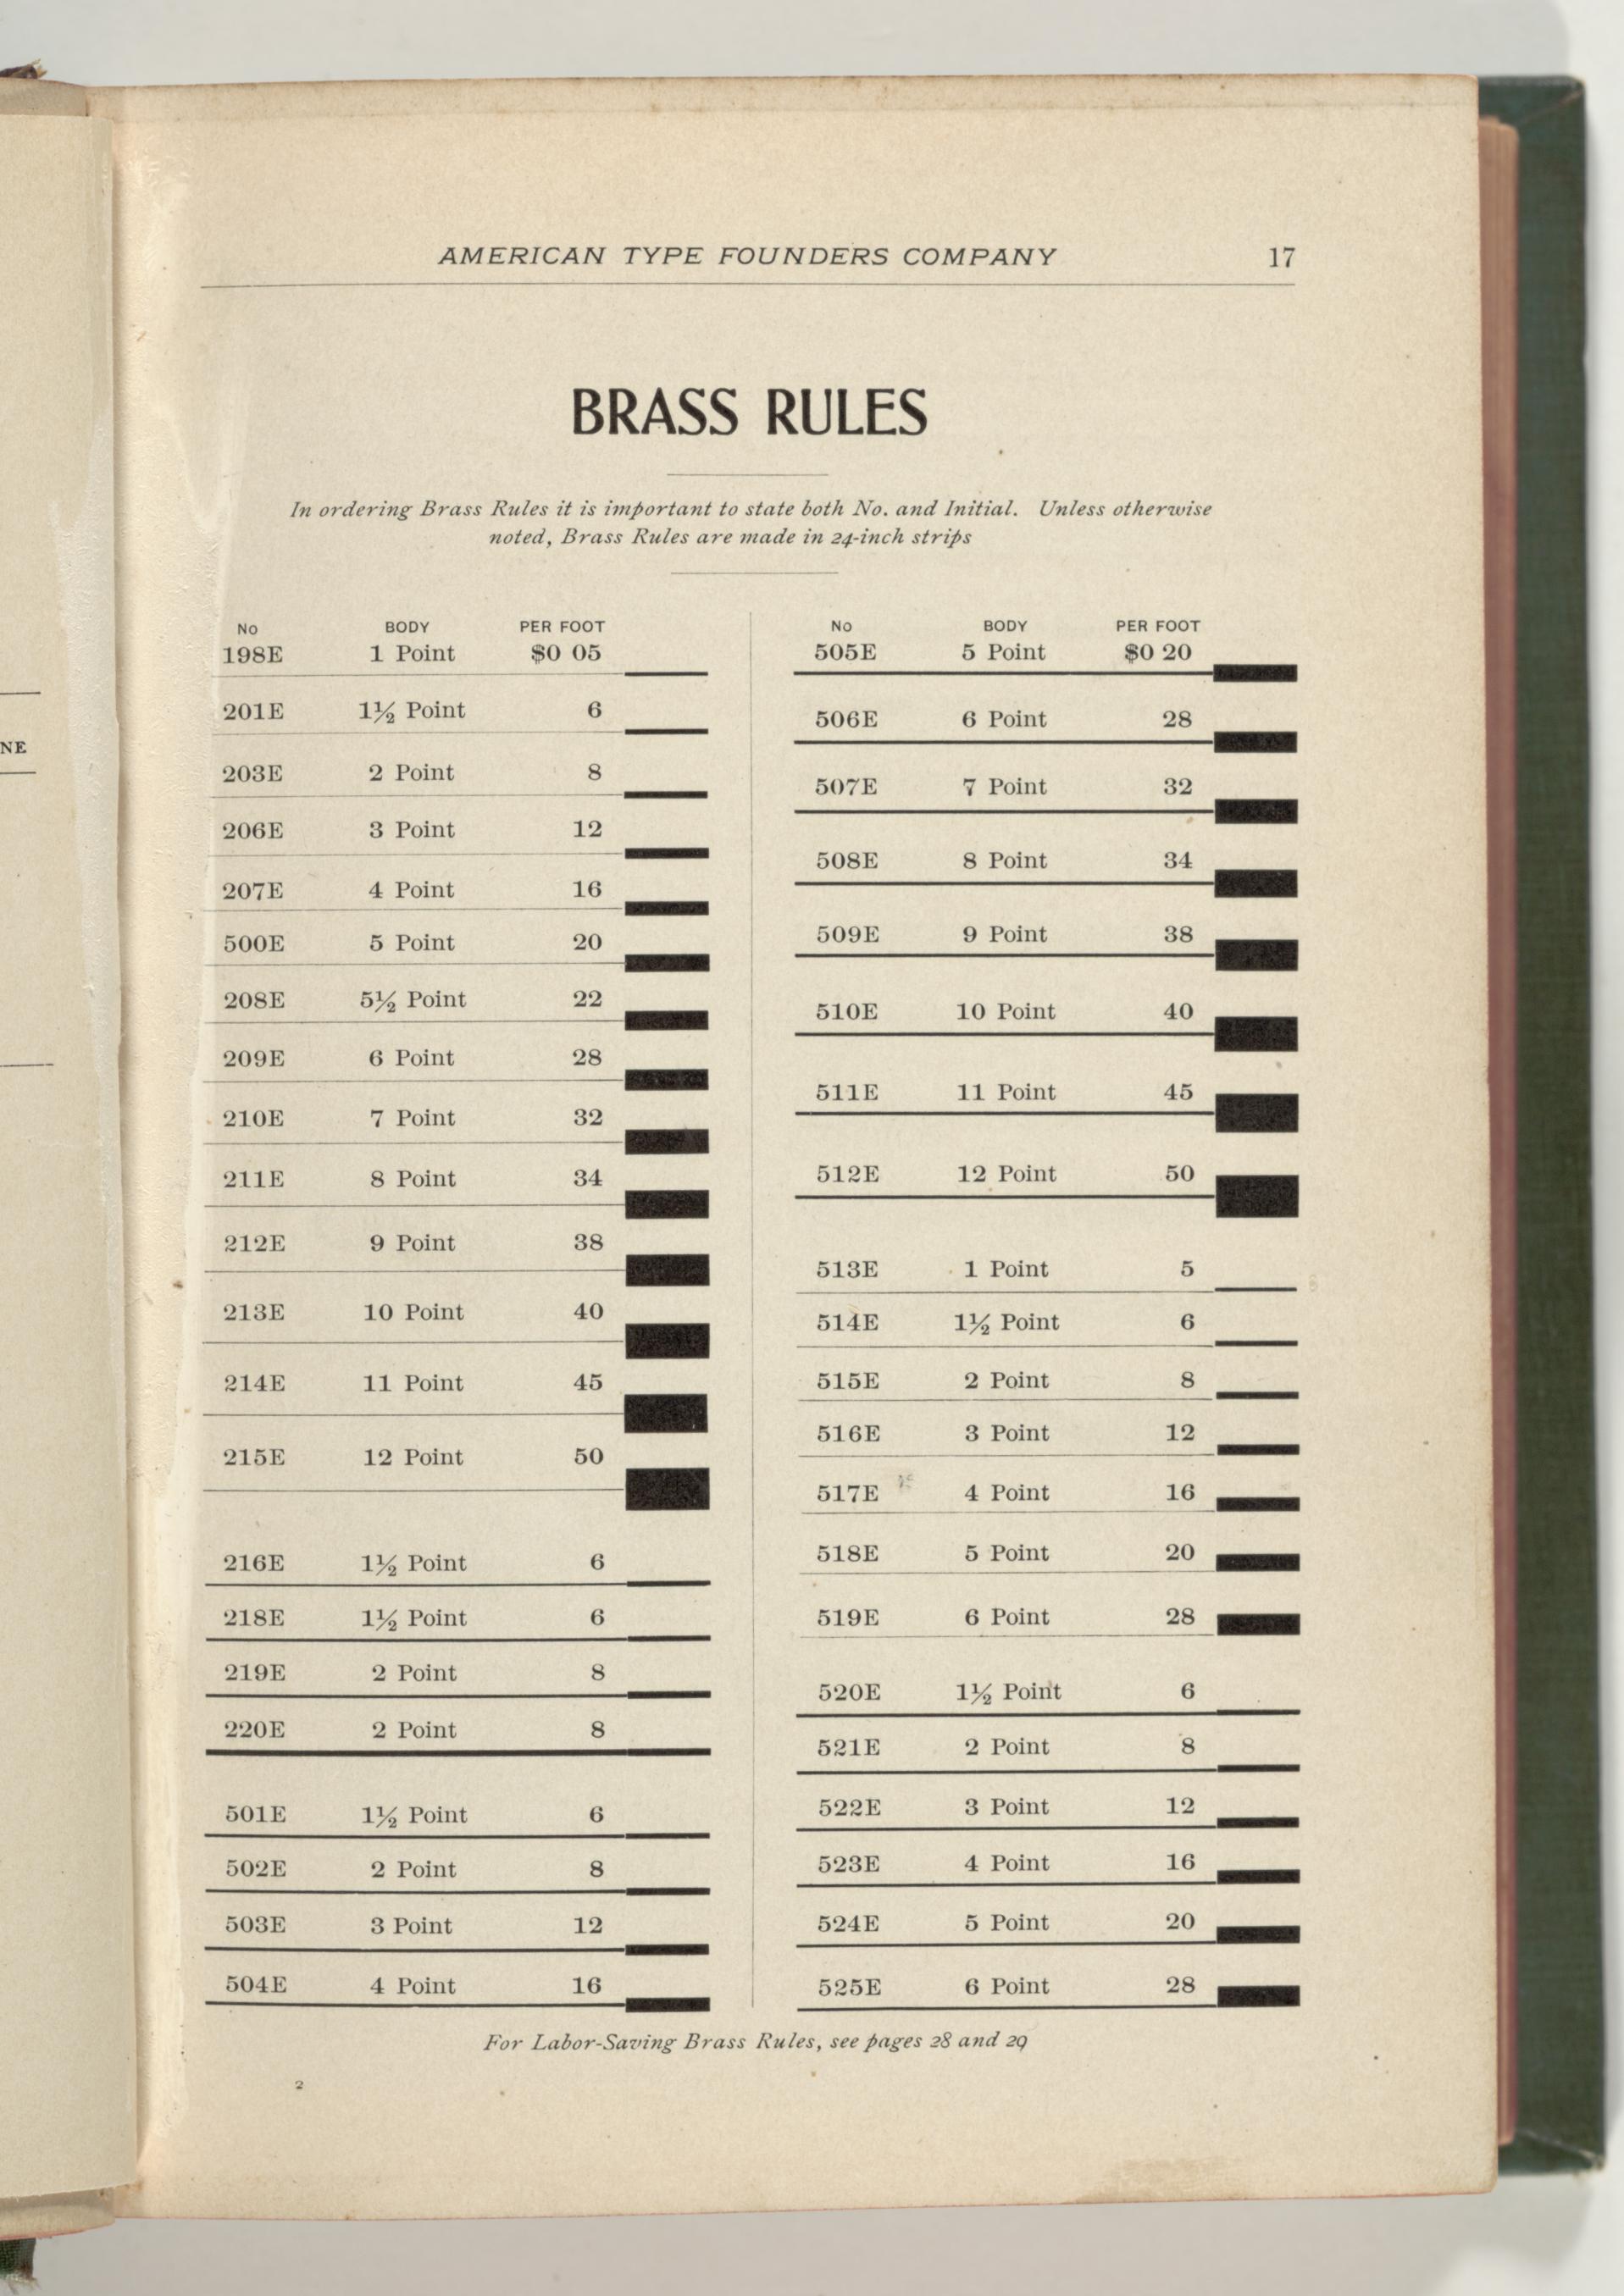 AMERICAN TYPE FOUNDERS COMPANY 17
BRASS RULES
In ordering Brass Rules it is important to state both No. and Initial. Unless otherwise
noted, Brass Rules are made in 24-inch strips
No BODY PER FOOT
198E 1 Point $0 05
201E 1½ Point 6
203E 2 Point 8
206E 3 Point 12
207E 4 Point 16
500E 5 Point 20
208E 5½ Point 22
209E 6 Point 28
210E 7 Point 32
211E 8 Point 34
212E 9 Point 38
213E 10 Point 40
214E 11 Point 45
215E 12 Point 50
216E 1½ Point 6
218E 1½ Point 6
219E 2 Point 8
220E 2 Point 8
501E 1½ Point 6
502E 2 Point 8
503E 3 Point 12
504E 4 Point 16
No BODY PER FOOT
505E 5 Point $0 20
506E 6 Point 28
507E 7 Point 32
508E 8 Point 34
509E 9 Point 38
510E 10 Point 40
511E 11 Point 45
512E 12 Point 50
513E 1 Point 5
514E 1½ Point 6
515E 2 Point 8
516E 3 Point 12
517E 4 Point 16
518E 5 Point 20
519E 6 Point 28
520E 1½ Point 6
521E 2 Point 8
522E 3 Point 12
523E 4 Point 16
524E 5 Point 20
525E 6 Point 28
For Labor-Saving Brass Rules, see pages 28 and 29
2
NE